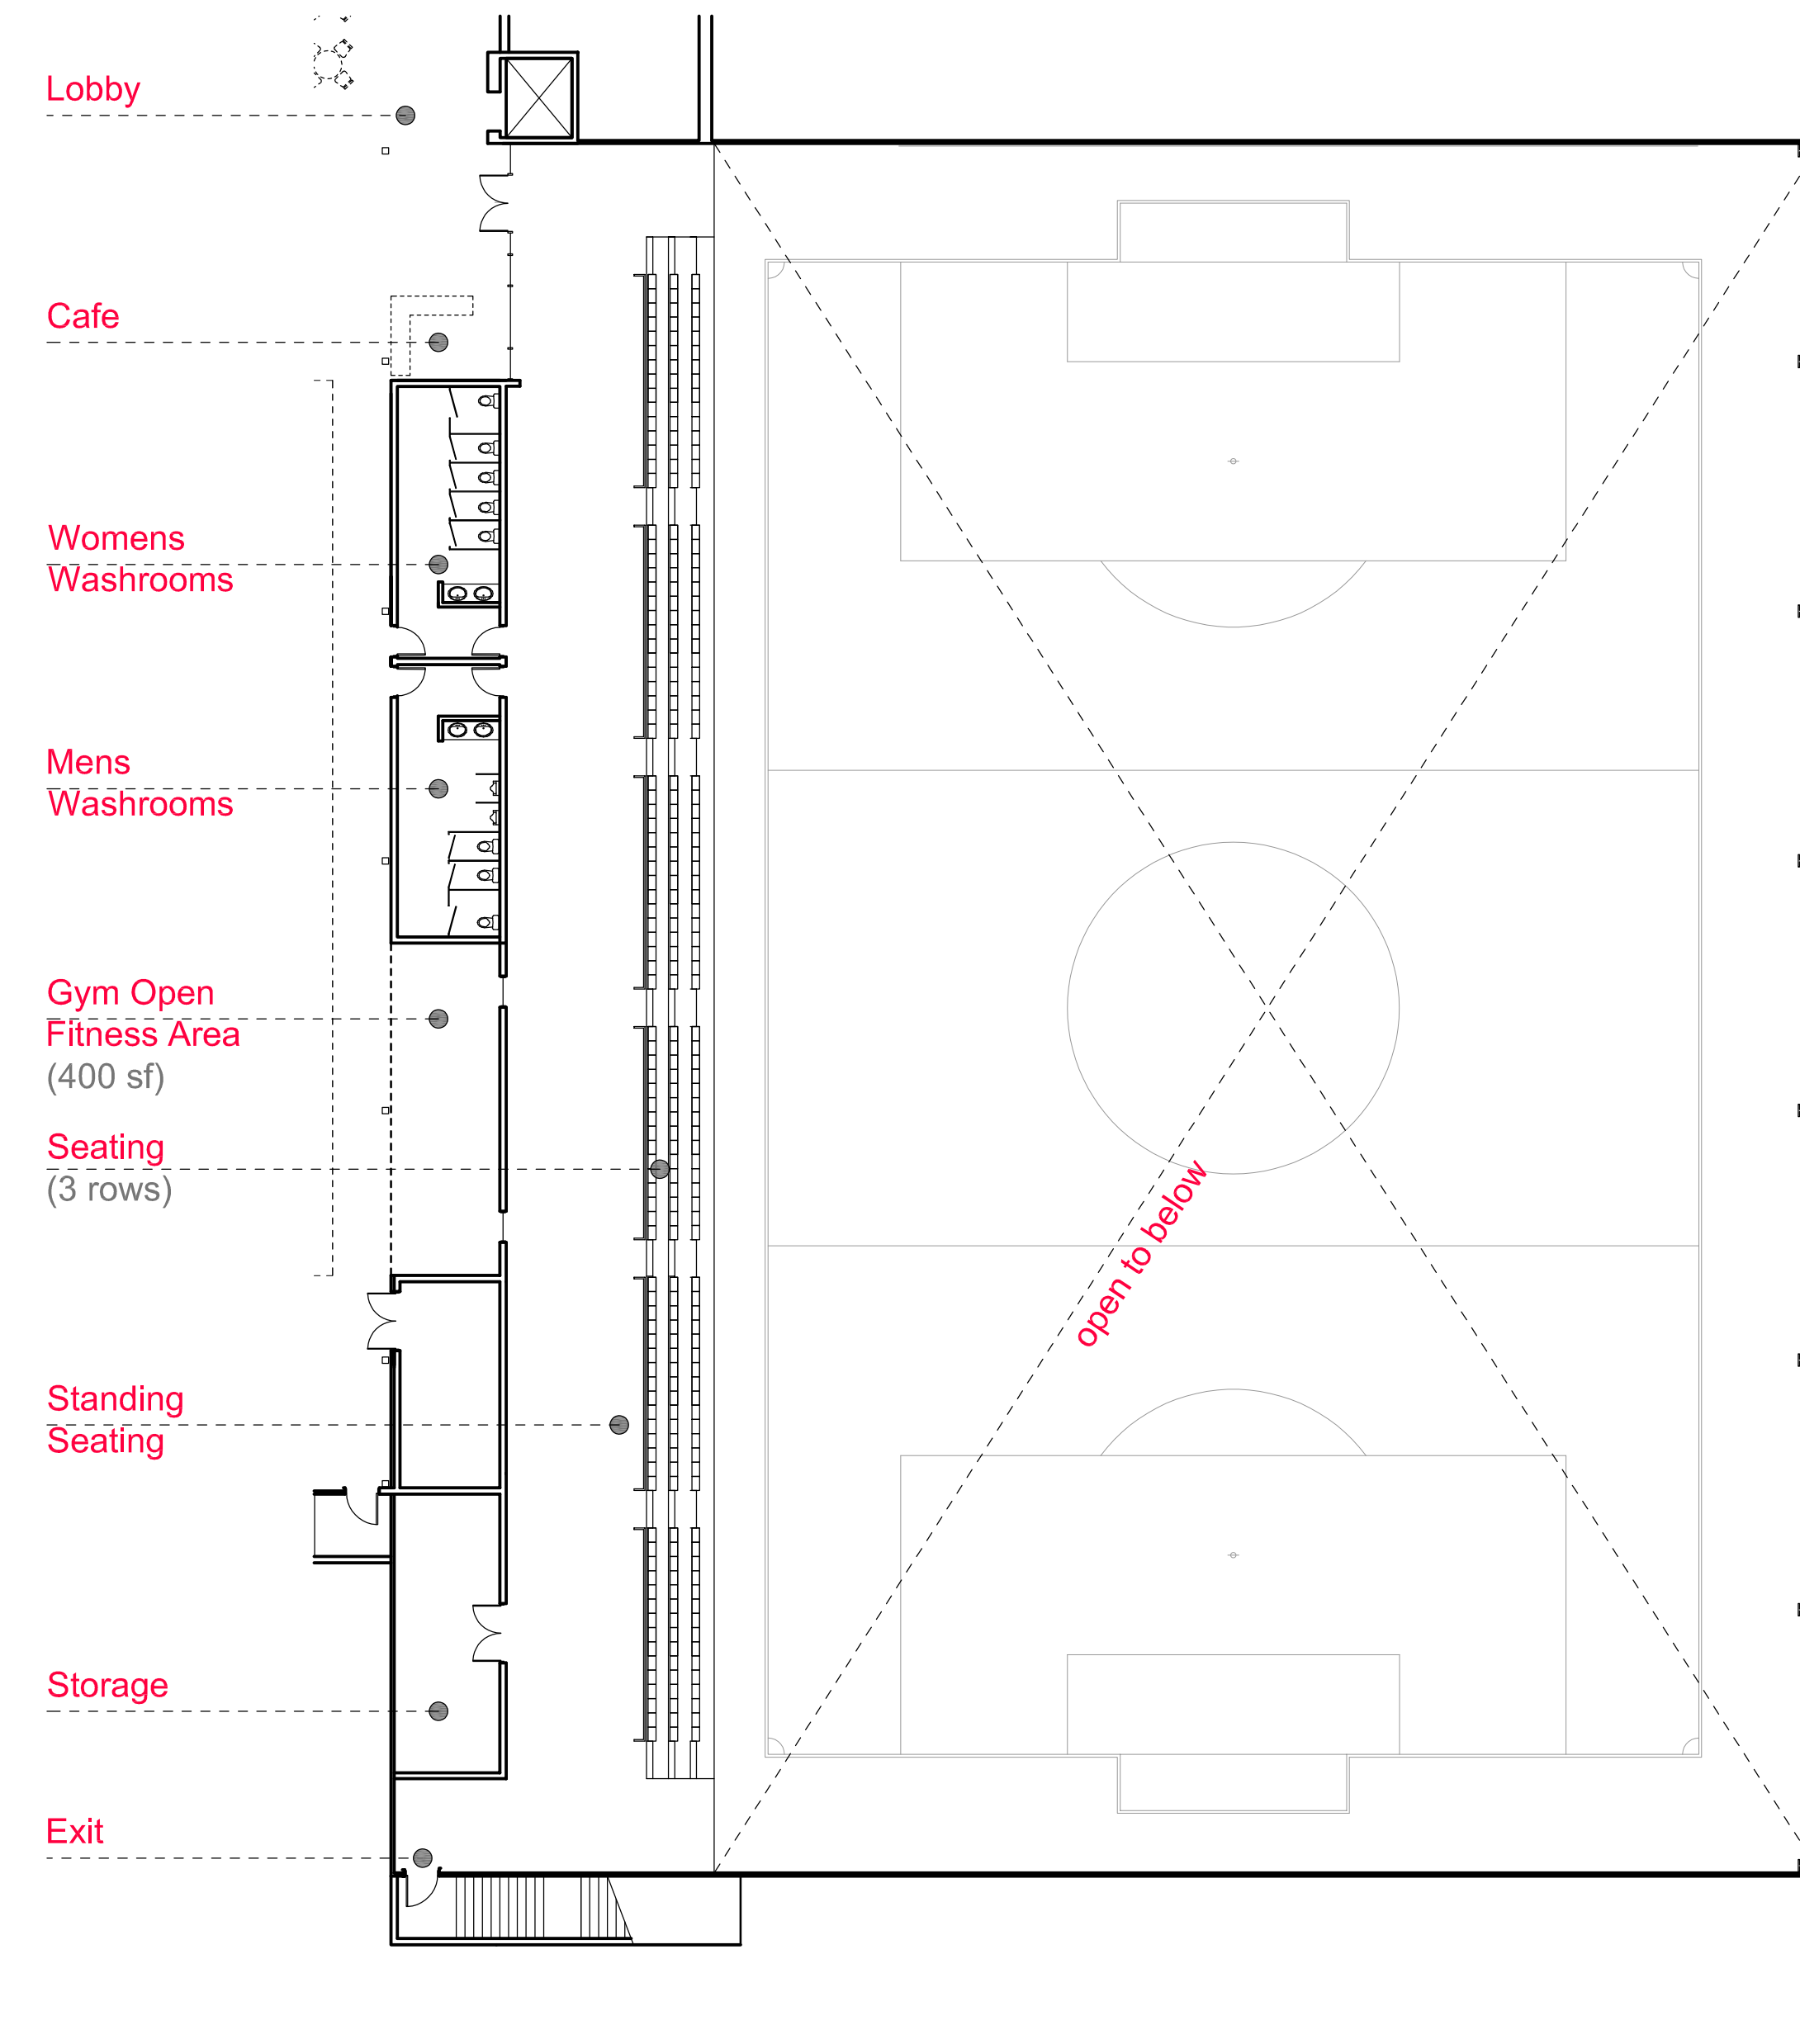 Lobby
Cafe
Womens
Washrooms
Mens
Washrooms
Gym Open
Fitness Area
(400 sf)
Seating
(3 rows)
open to below
Standing
Seating
Storage
Exit